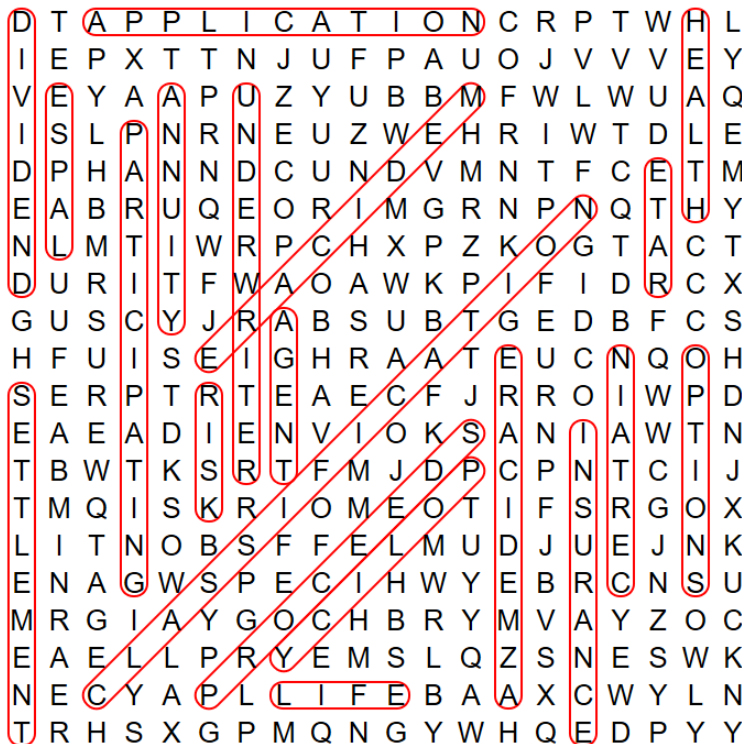 D T A P P L I C A T I O N C R P T W H L
I E P X T T N J U F P A U O J V V V E Y
V E Y A A P U Z Y U B B M F W L W U A Q
I S L P N R N E U Z W E H R I W T D L E
D P H A N N D C U N D V M N T F C E T M
E A B R U Q E O R I M G R N P N Q T H Y
N L M T I W R P C H X P Z K O G T A C T
D U R I T F W A O A W K P I F I D R C X
G U S C Y J R A B S U B T G E D B F C S
H F U I S E I G H R A A T E U C N Q O H
S E R P T R T E A E C F J R R O I W P D
E A E A D I E N V I O K S A N I A W T N
T B W T K S R T F M J D P C P N T C I J
T M Q I S K R I O M E O T I F S R G O X
L I T N O B S F F E L M U D J U E J N K
E N A G W S P E C I H W Y E B R C N S U
M R G I A Y G O C H B R Y M V A Y Z O C
E A E L L P R Y E M S L Q Z S N E S W K
N E C Y A P L L I F E B A A X C W Y L N
T R H S X G P M Q N G Y W H Q E D P Y Y